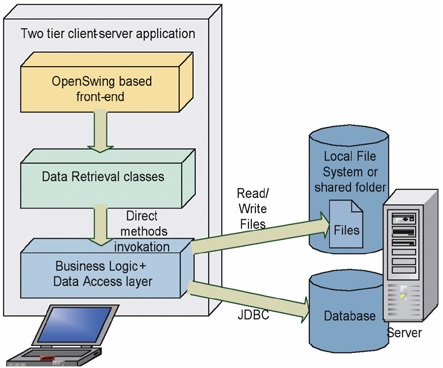 Two tier client-server application
OpenSwing based
front-end
Data Retrieval classes
Direct
methods
invokation
Business Logic+
Data Access layer
Read/
Write
Files
JDBC
Local File
System or
shared folder
Files
Database
Server